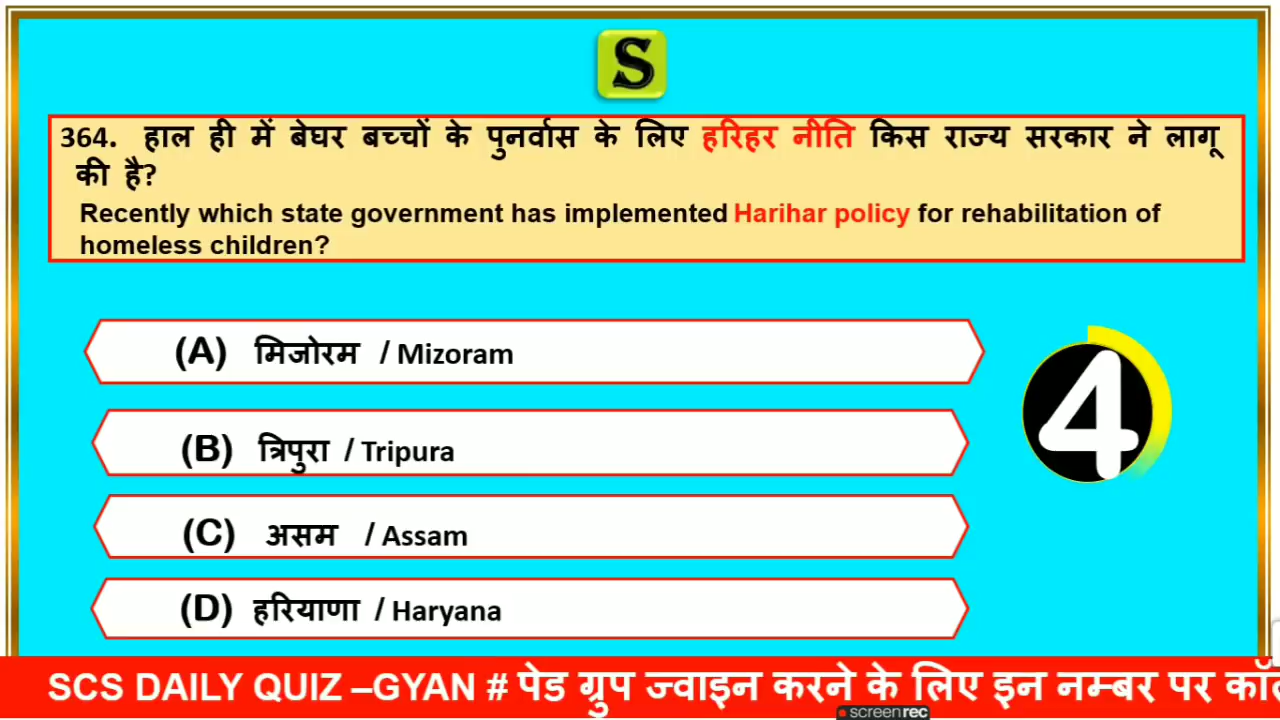 S
364. हाल ही में बेघर बच्चों के पुनर्वास के लिए हरिहर नीति किस राज्य सरकार ने लागू
की है?
Recently which state government has implemented Harihar policy for rehabilitation of
homeless children?
(A) मिजोरम / Mizoram
4
(B) त्रिपुरा / Tripura
(C) असम / Assam
(D) हरियाणा / Haryana
SCS DAILY QUIZ –GYAN # पेड ग्रुप ज्वाइन करने के लिए इन नम्बर पर
screenrec